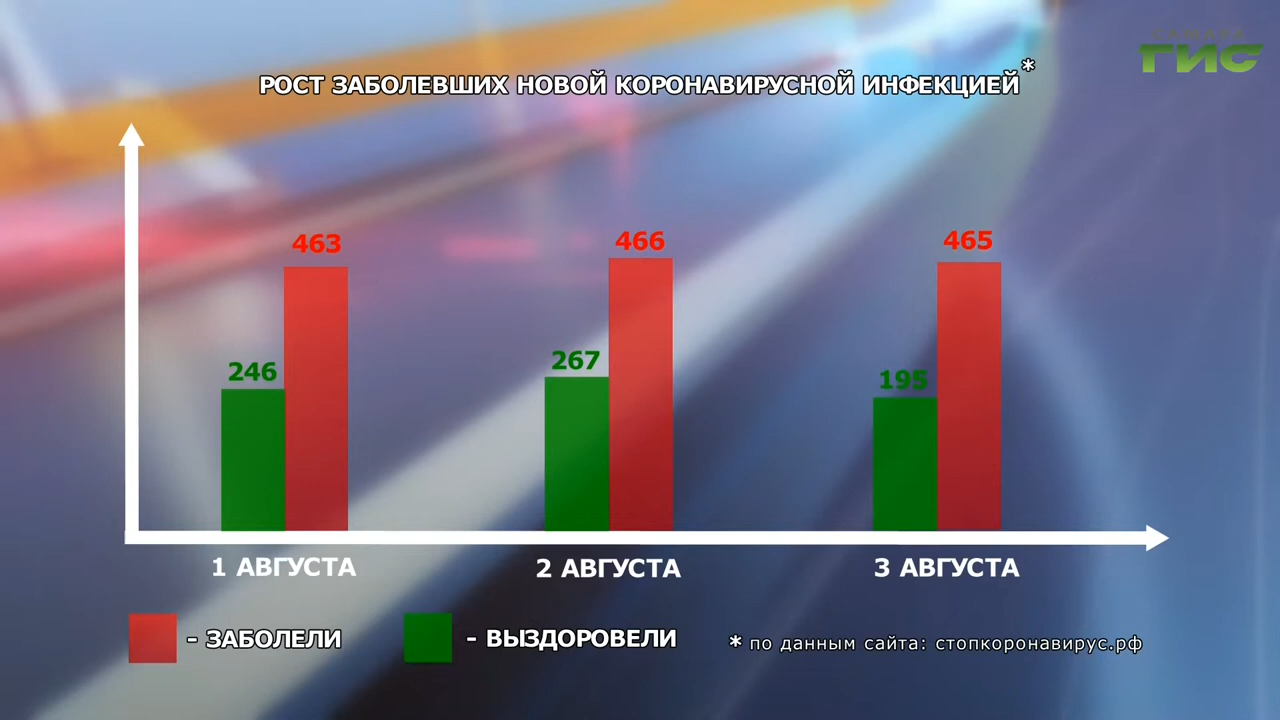 САМАРА
ГИС
РОСТ ЗАБОЛЕВШИХ НОВОЙ КОРОНАВИРУСНОЙ ИНФЕКЦИЕЙ*
463
466
465
246
267
195
1 АВГУСТА
2 АВГУСТА
3 АВГУСТА
- ЗАБОЛЕЛИ
- ВЫЗДОРОВЕЛИ
* по данным сайта: стопкоронавирус.рф